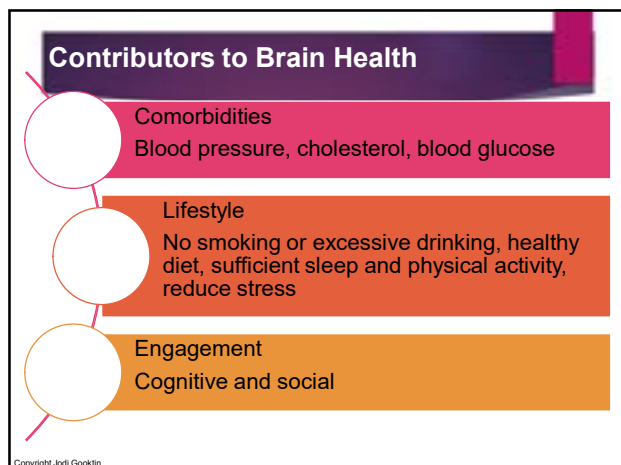 Contributors to Brain Health
Comorbidities
Blood pressure, cholesterol, blood glucose
Lifestyle
No smoking or excessive drinking, healthy
diet, sufficient sleep and physical activity,
reduce stress
Engagement
Cognitive and social
Copyright Jodi